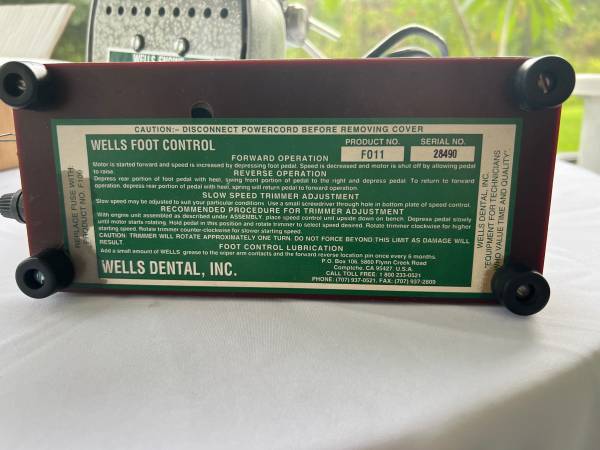 WELLS ENGINE
CAUTION:- DISCONNECT POWERCORD BEFORE REMOVING COVER
WELLS FOOT CONTROL
PRODUCT NO.
SERIAL NO.
F011
28490
FORWARD OPERATION
Motor is started forward and speed is increased by depressing foot pedal. Speed is decreased and motor is shut off by allowing pedal
to raise.
REVERSE OPERATION
Depress rear portion of foot pedal with heel, swing front portion of pedal to the right and depress pedal. To return to forward
operation, depress rear portion of pedal with heel, spring will return pedal to forward operation.
SLOW SPEED TRIMMER ADJUSTMENT
Slow speed may be adjusted to suit your particular conditions. Use a small screwdriver through hole in bottom plate of speed control.
RECOMMENDED PROCEDURE FOR TRIMMER ADJUSTMENT
With engine unit assembled as described under ASSEMBLY, place speed control unit upside down on bench. Depress pedal slowly
until motor starts rotating. Hold pedal in this position and rotate trimmer to select speed desired. Rotate trimmer clockwise for higher
starting speed. Rotate trimmer counter-clockwise for slower starting speed.
CAUTION: TRIMMER WILL ROTATE APPROXIMATELY ONE TURN. DO NOT FORCE BEYOND THIS LIMIT AS DAMAGE WILL
RESULT.
FOOT CONTROL LUBRICATION
Add a small amount of WELLS grease to the wiper arm contacts and the forward reverse location pin once every 6 months.
WELLS DENTAL, INC.
P.O. Box 106, 5860 Flynn Creek Road
Comptche, CA 95427 U.S.A.
CALL TOLL FREE: 1 800 233-0521
PHONE: (707) 937-0521, FAX: (707) 937-2809
REPLACE FUSE WITH
PRODUCT NO. F100
WELLS DENTAL, INC.
"EQUIPMENT FOR TECHNICIANS
WHO VALUE TIME AND QUALITY".